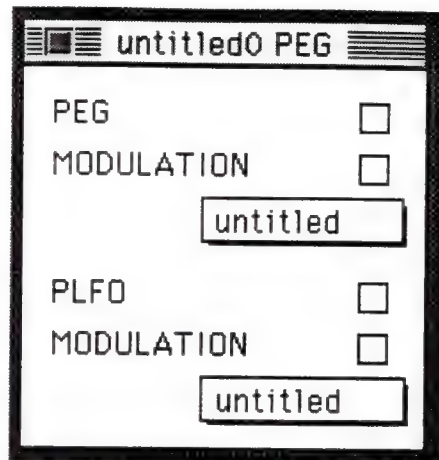 untitled0 PEG
PEG
MODULATION
untitled
PLFO
MODULATION
untitled